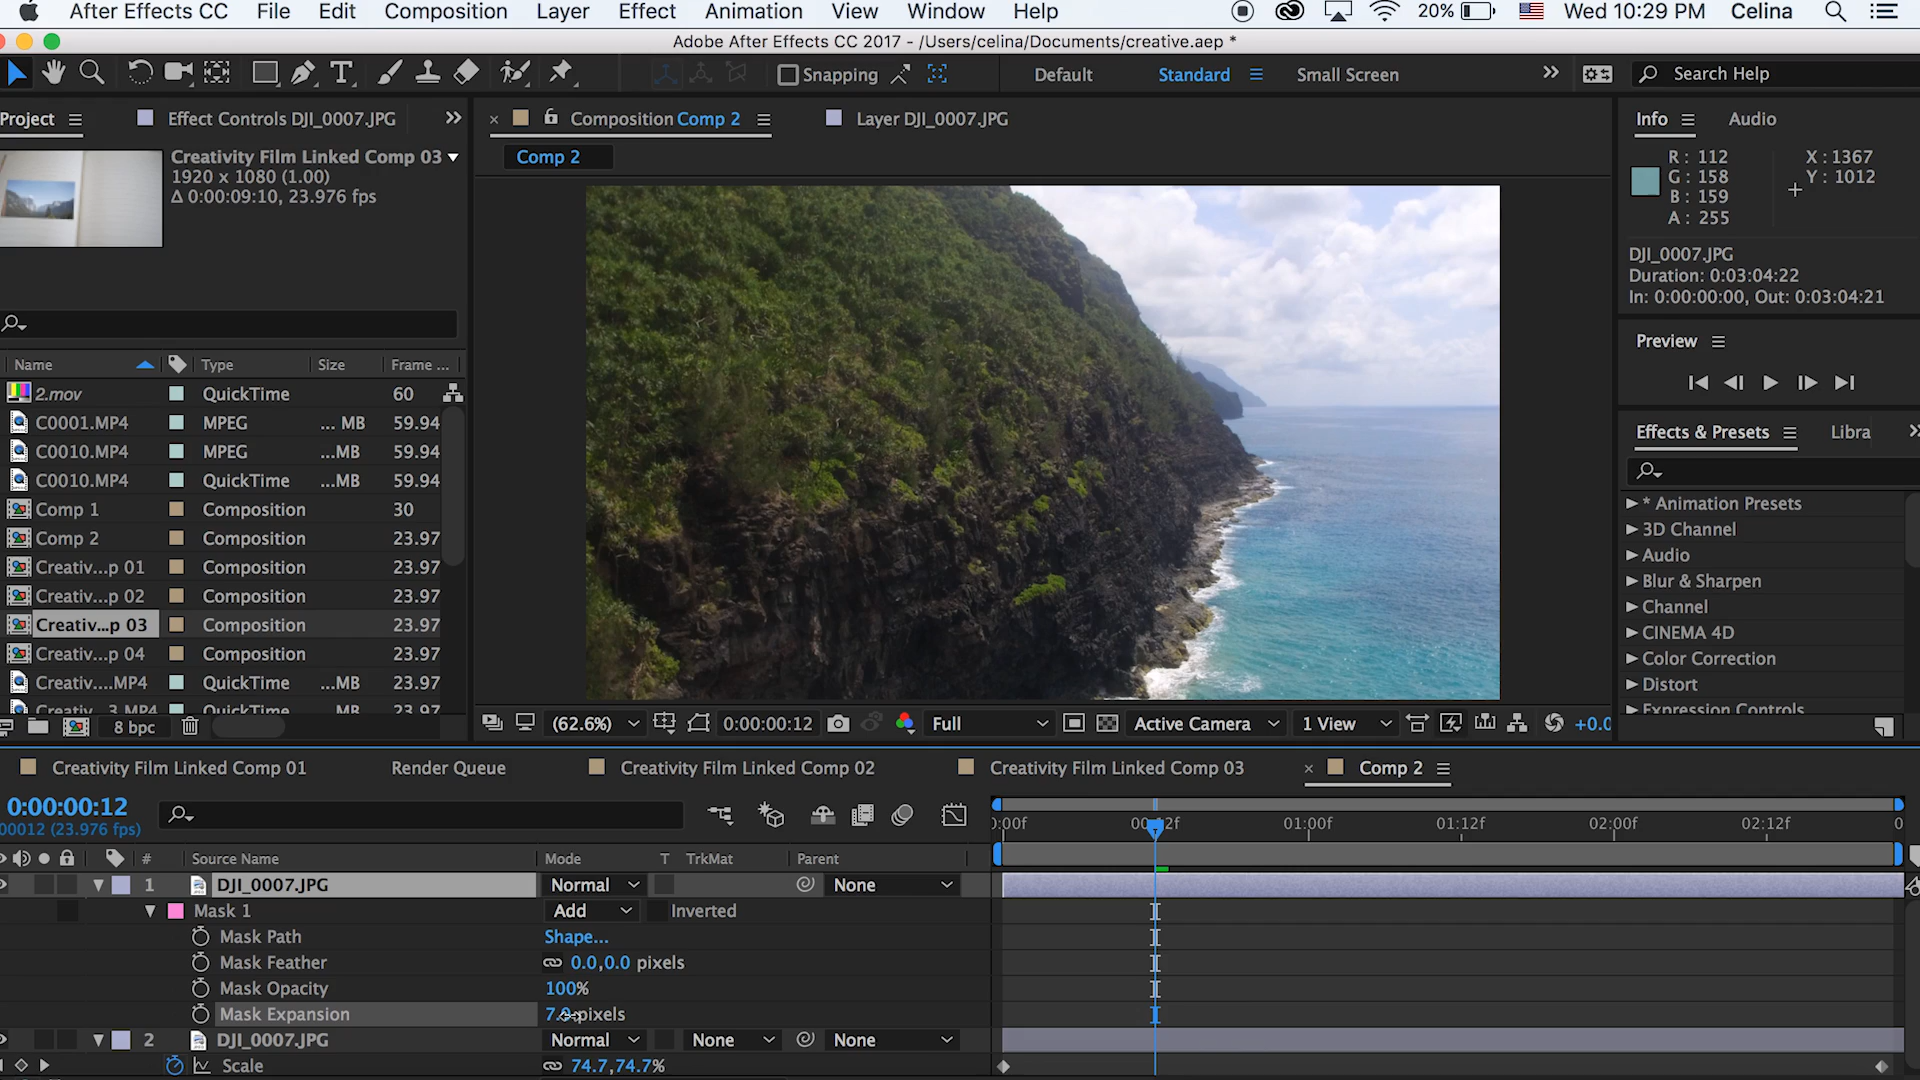 After Effects CC File Edit Composition Layer Effect Animation View Window Help 20% Wed 10:29 PM Celina
Adobe After Effects CC 2017 - /Users/celina/Documents/creative.aep *
Snapping Default Standard Small Screen Search Help
Project Effect Controls DJI_0007.JPG
Creativity Film Linked Comp 03
1920 x 1080 (1.00)
Δ 0:00:09:10, 23.976 fps
Name Type Size Frame ...
2.mov QuickTime 60
C0001.MP4 MPEG ... MB 59.94
C0010.MP4 MPEG ...MB 59.94
C0010.MP4 QuickTime ...MB 59.94
Comp 1 Composition 30
Comp 2 Composition 23.97
Creativ...p 01 Composition 23.97
Creativ...p 02 Composition 23.97
Creativ...p 03 Composition 23.97
Creativ...p 04 Composition 23.97
Creativ....MP4 QuickTime ...MB 23.97
Creativ...3.MP4 QuickTime ...MB 23.97
8 bpc
Composition Comp 2 Layer DJI_0007.JPG
Comp 2
(62.6%) 0:00:00:12 Full Active Camera 1 View +0.0
Info Audio
R: 112 X: 1367
G: 158 Y: 1012
B: 159
A: 255
DJI_0007.JPG
Duration: 0:03:04:22
In: 0:00:00:00, Out: 0:03:04:21
Preview
Effects & Presets Libra
* Animation Presets
3D Channel
Audio
Blur & Sharpen
Channel
CINEMA 4D
Color Correction
Distort
Expression Controls
Creativity Film Linked Comp 01 Render Queue Creativity Film Linked Comp 02 Creativity Film Linked Comp 03 Comp 2
0:00:00:12
00012 (23.976 fps)
:00f 00:12f 01:00f 01:12f 02:00f 02:12f 0
# Source Name Mode T TrkMat Parent
1 DJI_0007.JPG Normal None
Mask 1 Add Inverted
Mask Path Shape...
Mask Feather 0.0,0.0 pixels
Mask Opacity 100%
Mask Expansion pixels
2 DJI_0007.JPG Normal None None
Scale 74.7,74.7%